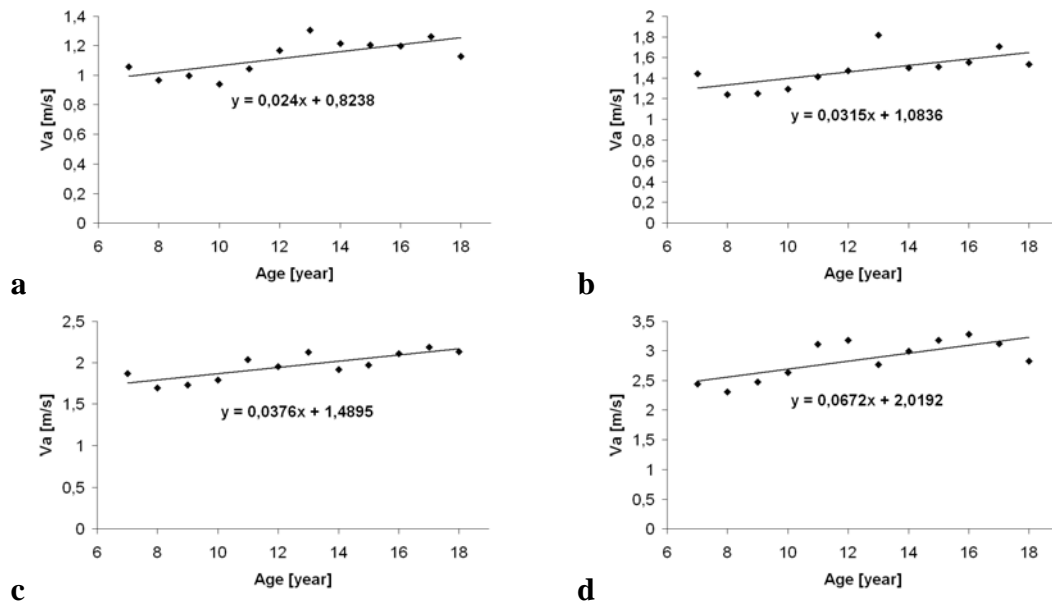 1,4
1,2
1
0,8
0,6
0,4
0,2
0
Va [m/s]
y = 0,024x + 0,8238
6 8 10 12 14 16 18
Age [year]
a
2
1,8
1,6
1,4
1,2
1
0,8
0,6
0,4
0,2
0
Va [m/s]
y = 0,0315x + 1,0836
6 8 10 12 14 16 18
Age [year]
b
2,5
2
1,5
1
0,5
0
Va [m/s]
y = 0,0376x + 1,4895
6 8 10 12 14 16 18
Age [year]
c
3,5
3
2,5
2
1,5
1
0,5
0
Va [m/s]
y = 0,0672x + 2,0192
6 8 10 12 14 16 18
Age [year]
d